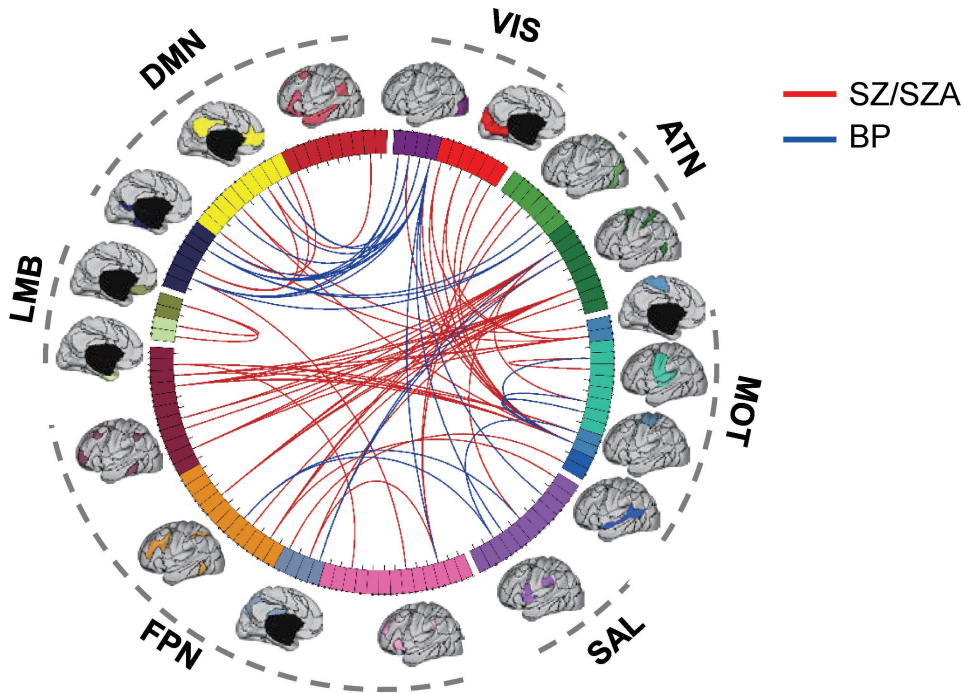 VIS
DMN
SZ/SZA
BP
ATN
LMB
MOT
FPN
SAL